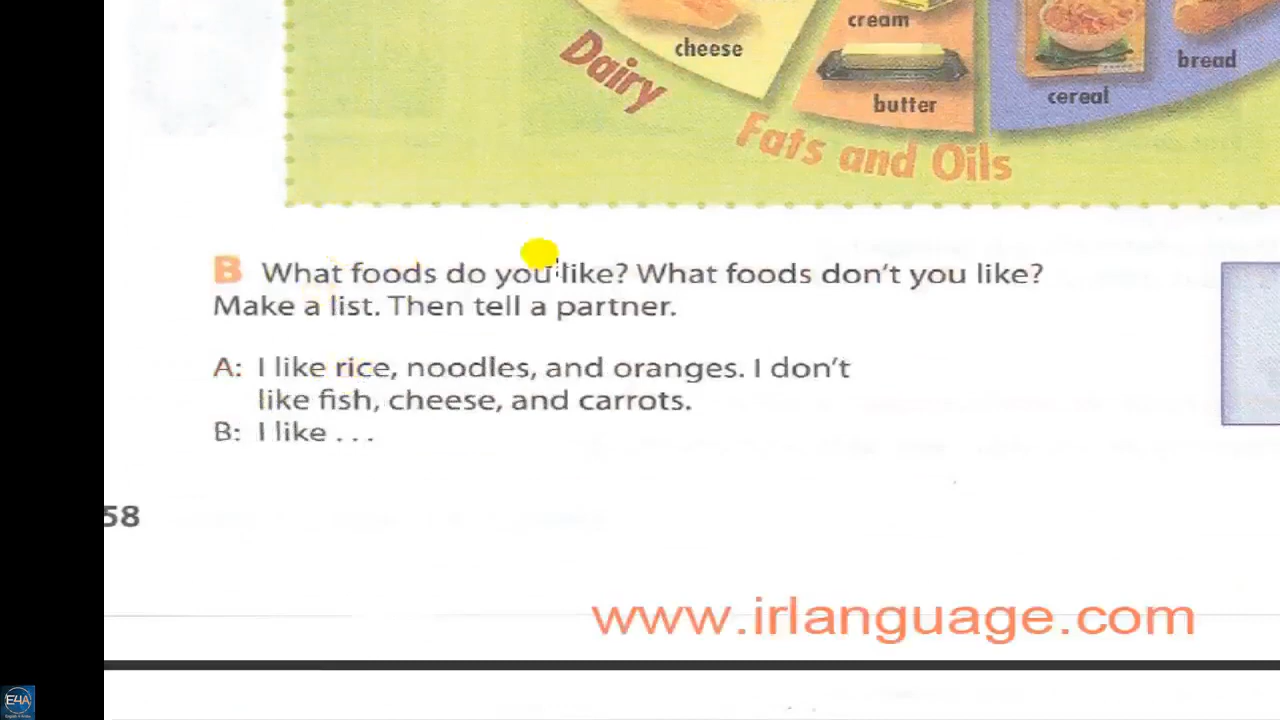 cream
cheese
bread
butter
cereal
Dairy
Fats and Oils
B What foods do you like? What foods don't you like?
Make a list. Then tell a partner.
A: I like rice, noodles, and oranges. I don't
like fish, cheese, and carrots.
B: I like . . .
58
www.irlanguage.com
E4A